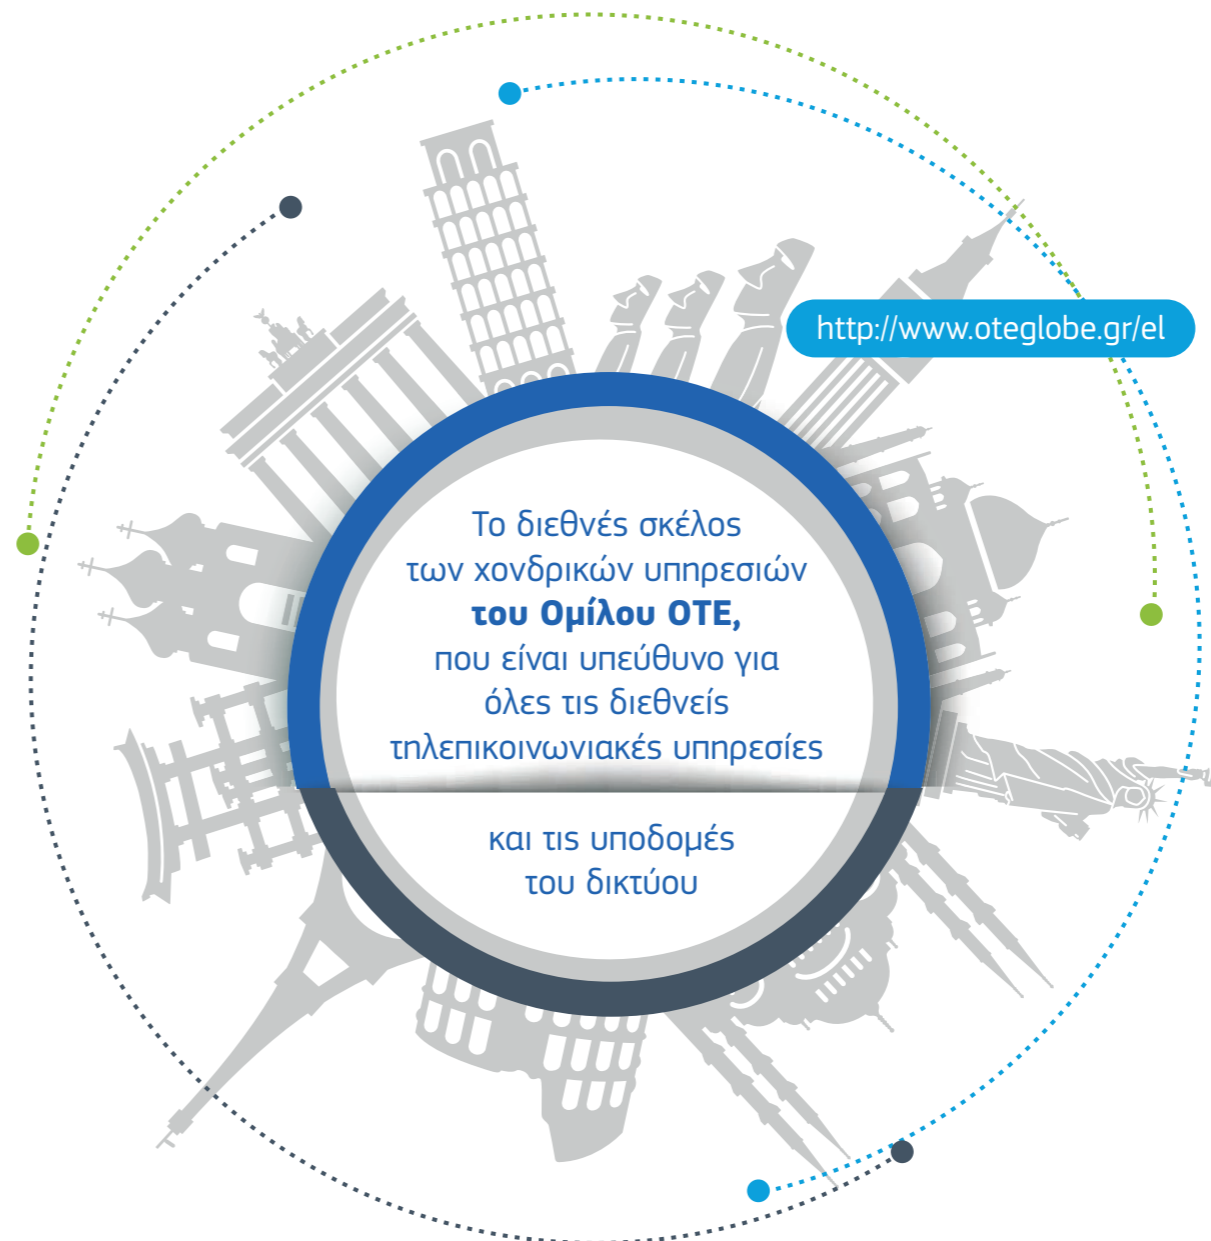 http://www.oteglobe.gr/el
Το διεθνές σκέλος
των χονδρικών υπηρεσιών
του Ομίλου ΟΤΕ,
που είναι υπεύθυνο για
όλες τις διεθνείς
τηλεπικοινωνιακές υπηρεσίες
και τις υποδομές
του δικτύου